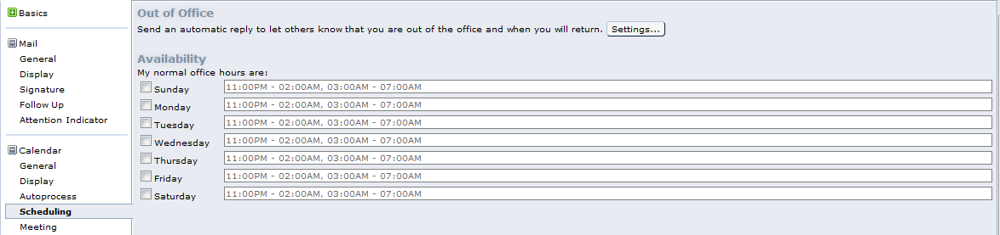 Basics
Mail
General
Display
Signature
Follow Up
Attention Indicator
Calendar
General
Display
Autoprocess
Scheduling
Meeting
Out of Office
Send an automatic reply to let others know that you are out of the office and when you will return. Settings...
Availability
My normal office hours are:
Sunday 11:00PM - 02:00AM, 03:00AM - 07:00AM
Monday 11:00PM - 02:00AM, 03:00AM - 07:00AM
Tuesday 11:00PM - 02:00AM, 03:00AM - 07:00AM
Wednesday 11:00PM - 02:00AM, 03:00AM - 07:00AM
Thursday 11:00PM - 02:00AM, 03:00AM - 07:00AM
Friday 11:00PM - 02:00AM, 03:00AM - 07:00AM
Saturday 11:00PM - 02:00AM, 03:00AM - 07:00AM